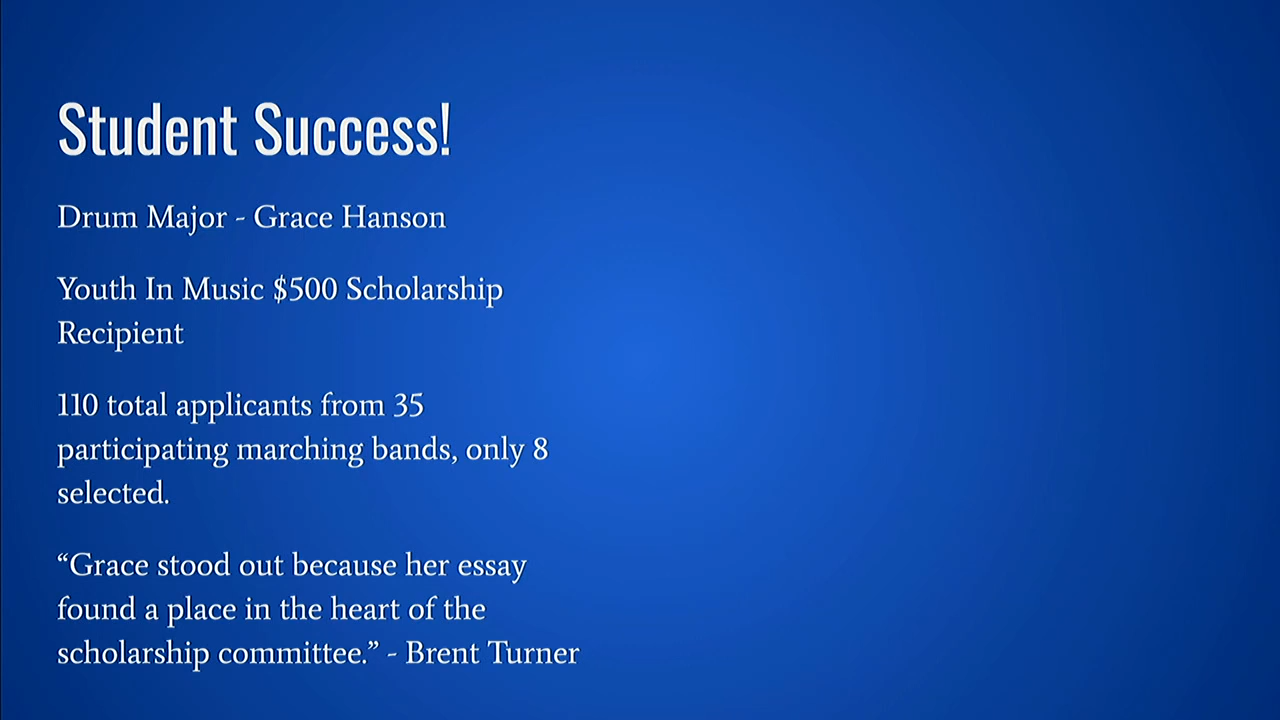 Student Success!
Drum Major - Grace Hanson
Youth In Music $500 Scholarship
Recipient
110 total applicants from 35
participating marching bands, only 8
selected.
“Grace stood out because her essay
found a place in the heart of the
scholarship committee.” - Brent Turner